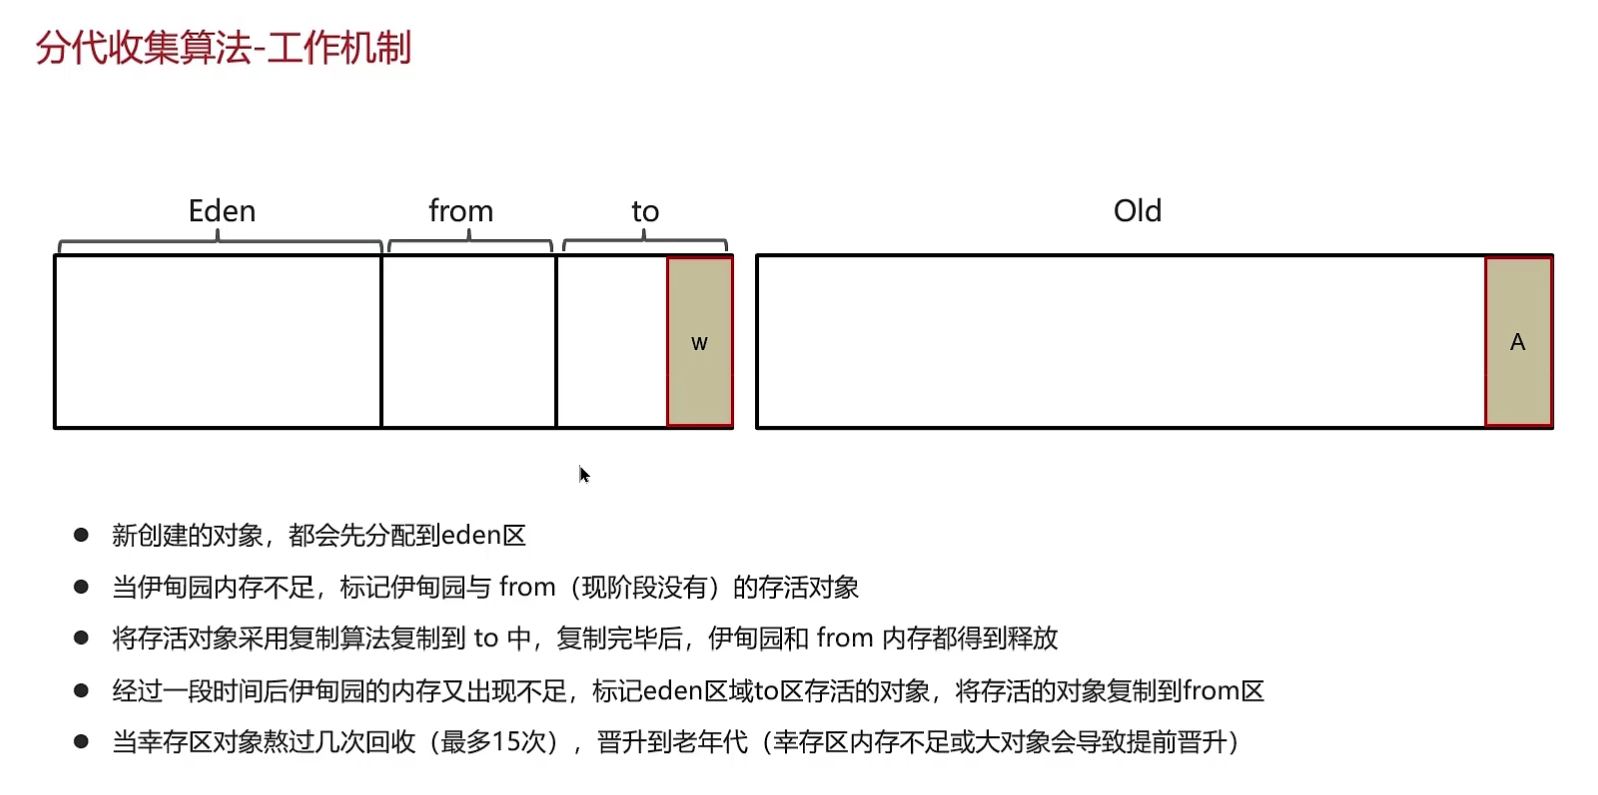 分代收集算法-工作机制
Eden from to Old
w A
● 新创建的对象，都会先分配到eden区
● 当伊甸园内存不足，标记伊甸园与 from（现阶段没有）的存活对象
● 将存活对象采用复制算法复制到 to 中，复制完毕后，伊甸园和 from 内存都得到释放
● 经过一段时间后伊甸园的内存又出现不足，标记eden区域to区存活的对象，将存活的对象复制到from区
● 当幸存区对象熬过几次回收（最多15次），晋升到老年代（幸存区内存不足或大对象会导致提前晋升）